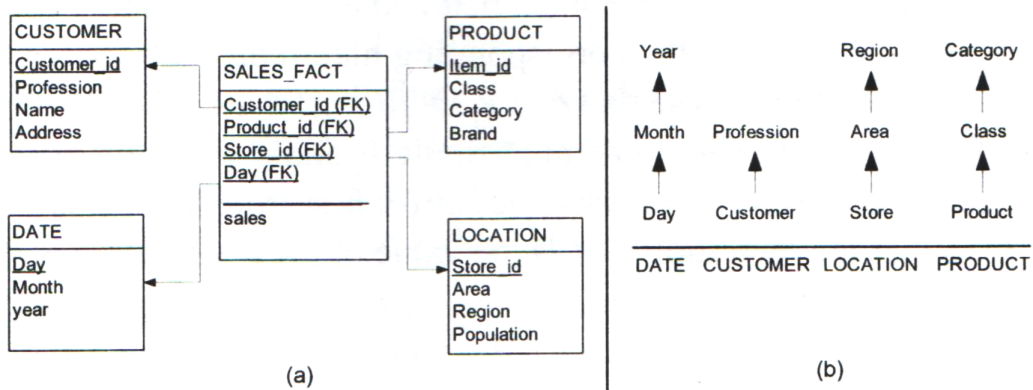 CUSTOMER
Customer_id
Profession
Name
Address
SALES_FACT
Customer_id (FK)
Product_id (FK)
Store_id (FK)
Day (FK)
sales
PRODUCT
Item_id
Class
Category
Brand
DATE
Day
Month
year
LOCATION
Store_id
Area
Region
Population
(a)
Year Region Category
Month Profession Area Class
Day Customer Store Product
DATE CUSTOMER LOCATION PRODUCT
(b)